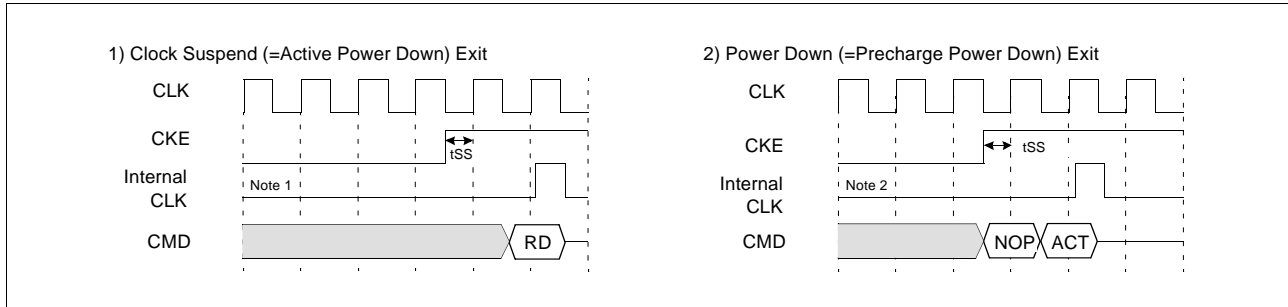 1) Clock Suspend (=Active Power Down) Exit
CLK
CKE
tSS
Internal
CLK
Note 1
CMD
RD
2) Power Down (=Precharge Power Down) Exit
CLK
CKE
tSS
Internal
CLK
Note 2
CMD
NOP
ACT